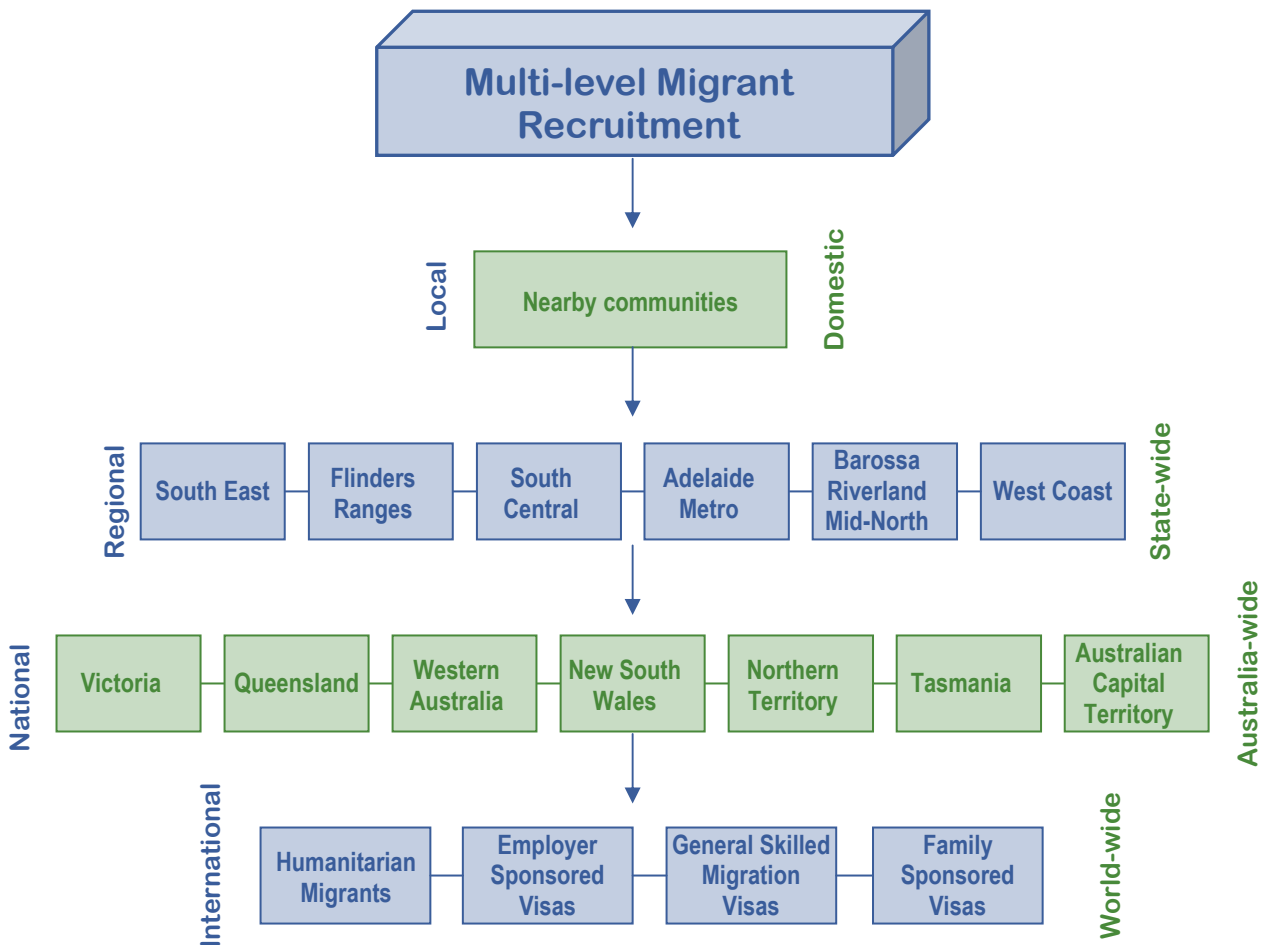 Multi-level Migrant
Recruitment
Local
Nearby communities
Domestic
Regional
South East
Flinders
Ranges
South
Central
Adelaide
Metro
Barossa
Riverland
Mid-North
West Coast
State-wide
National
Victoria
Queensland
Western
Australia
New South
Wales
Northern
Territory
Tasmania
Australian
Capital
Territory
Australia-wide
International
Humanitarian
Migrants
Employer
Sponsored
Visas
General Skilled
Migration
Visas
Family
Sponsored
Visas
World-wide